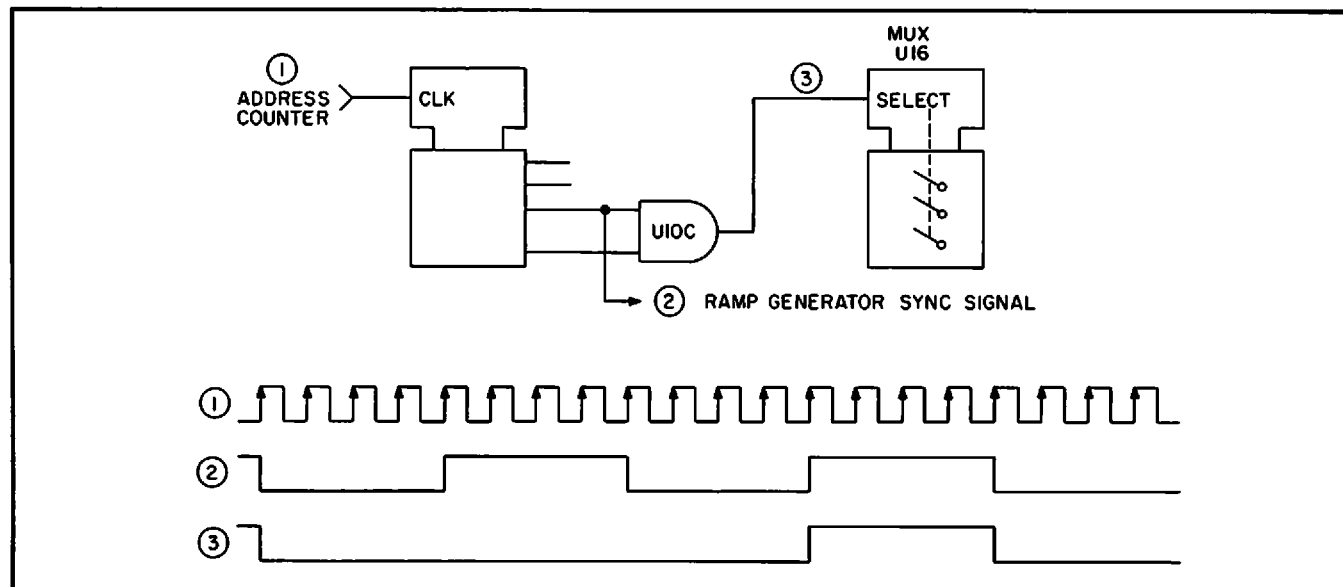 MUX
U16
①
③
ADDRESS
COUNTER
CLK
SELECT
U10C
② RAMP GENERATOR SYNC SIGNAL
①
②
③